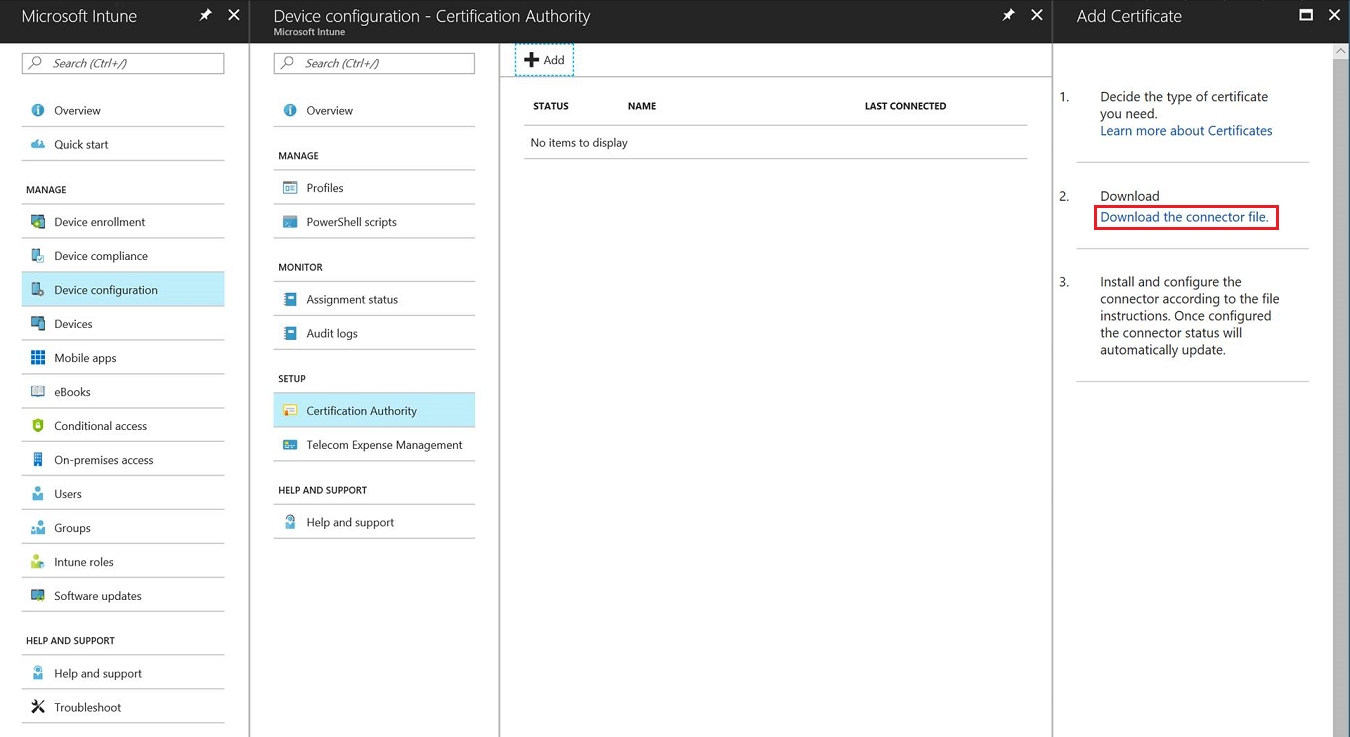 Microsoft Intune
Search (Ctrl+/)
Overview
Quick start
MANAGE
Device enrollment
Device compliance
Device configuration
Devices
Mobile apps
eBooks
Conditional access
On-premises access
Users
Groups
Intune roles
Software updates
HELP AND SUPPORT
Help and support
Troubleshoot
Device configuration - Certification Authority
Microsoft Intune
Search (Ctrl+/)
Overview
MANAGE
Profiles
PowerShell scripts
MONITOR
Assignment status
Audit logs
SETUP
Certification Authority
Telecom Expense Management
HELP AND SUPPORT
Help and support
Add
STATUS NAME LAST CONNECTED
No items to display
Add Certificate
1. Decide the type of certificate
you need.
Learn more about Certificates
2. Download
Download the connector file.
3. Install and configure the
connector according to the file
instructions. Once configured
the connector status will
automatically update.